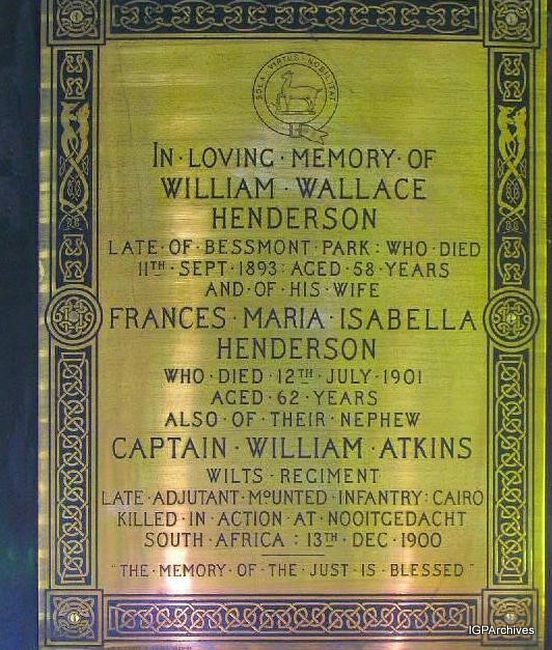 SOLA VIRTUS NOBILITAT
IN·LOVING·MEMORY·OF
WILLIAM·WALLACE
HENDERSON
LATE·OF·BESSMONT·PARK: WHO·DIED
11TH·SEPT·1893: AGED·58·YEARS
AND·OF·HIS·WIFE
FRANCES·MARIA·ISABELLA
HENDERSON
WHO·DIED·12TH·JULY·1901
AGED·62·YEARS
ALSO·OF·THEIR·NEPHEW
CAPTAIN·WILLIAM·ATKINS
WILTS·REGIMENT
LATE·ADJUTANT·MOUNTED·INFANTRY: CAIRO
KILLED·IN·ACTION·AT·NOOITGEDACHT
SOUTH·AFRICA: 13TH·DEC·1900
"THE·MEMORY·OF·THE·JUST·IS·BLESSED"
IGPArchives